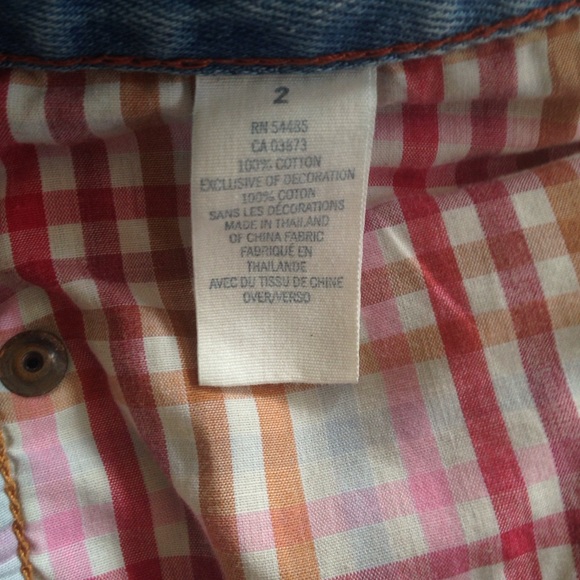 2
RN 54485
CA 03873
100% COTTON
EXCLUSIVE OF DECORATION
100% COTON
SANS LES DÉCORATIONS
MADE IN THAILAND
OF CHINA FABRIC
FABRIQUÉ EN
THAILANDE
AVEC DU TISSU DE CHINE
OVER/VERSO